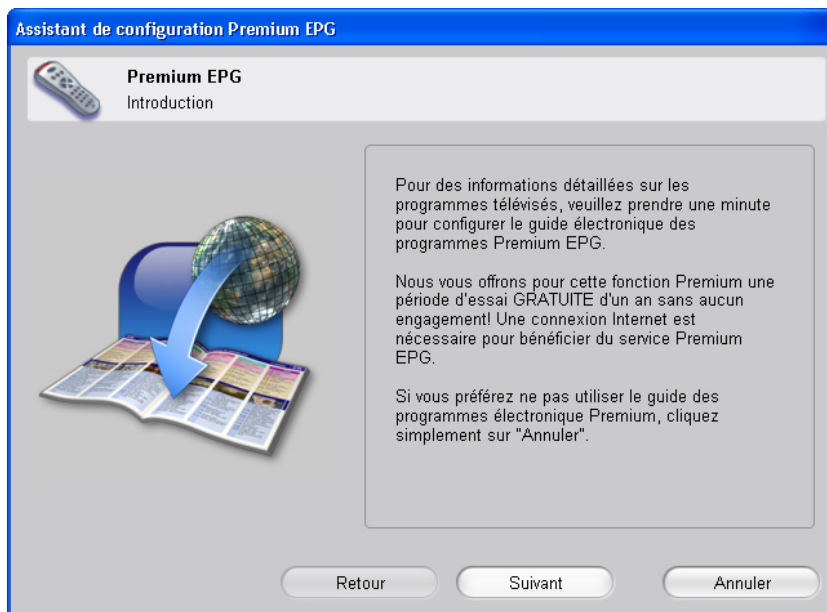 Assistant de configuration Premium EPG
Premium EPG
Introduction
Pour des informations détaillées sur les
programmes télévisés, veuillez prendre une minute
pour configurer le guide électronique des
programmes Premium EPG.
Nous vous offrons pour cette fonction Premium une
période d'essai GRATUITE d'un an sans aucun
engagement! Une connexion Internet est
nécessaire pour bénéficier du service Premium
EPG.
Si vous préférez ne pas utiliser le guide des
programmes électronique Premium, cliquez
simplement sur "Annuler".
Retour
Suivant
Annuler